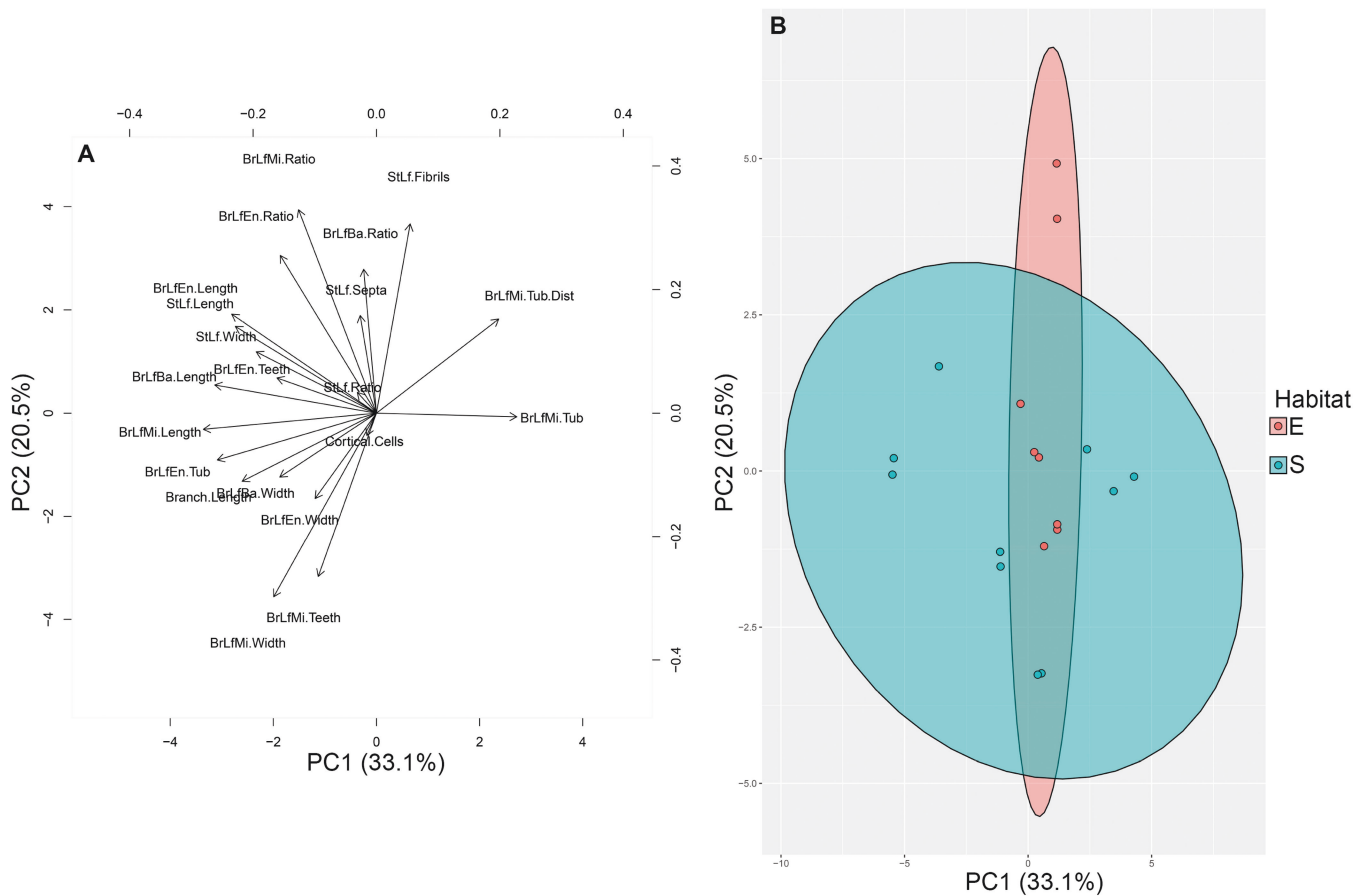 A
−0.4 −0.2 0.0 0.2 0.4
BrLfMi.Ratio
StLf.Fibrils
BrLfEn.Ratio
BrLfBa.Ratio
BrLfEn.Length
StLf.Septa
BrLfMi.Tub.Dist
StLf.Length
StLf.Width
BrLfEn.Teeth
BrLfBa.Length
StLf.Ratio
BrLfMi.Tub
BrLfMi.Length
Cortical.Cells
BrLfEn.Tub
BrLfBa.Width
Branch.Length
BrLfEn.Width
BrLfMi.Teeth
BrLfMi.Width
4
2
0
−2
−4
PC2 (20.5%)
0.4
0.2
0.0
−0.2
−0.4
−4 −2 0 2 4
PC1 (33.1%)
B
5.0
2.5
0.0
−2.5
−5.0
PC2 (20.5%)
−10 −5 0 5
PC1 (33.1%)
Habitat
E
S